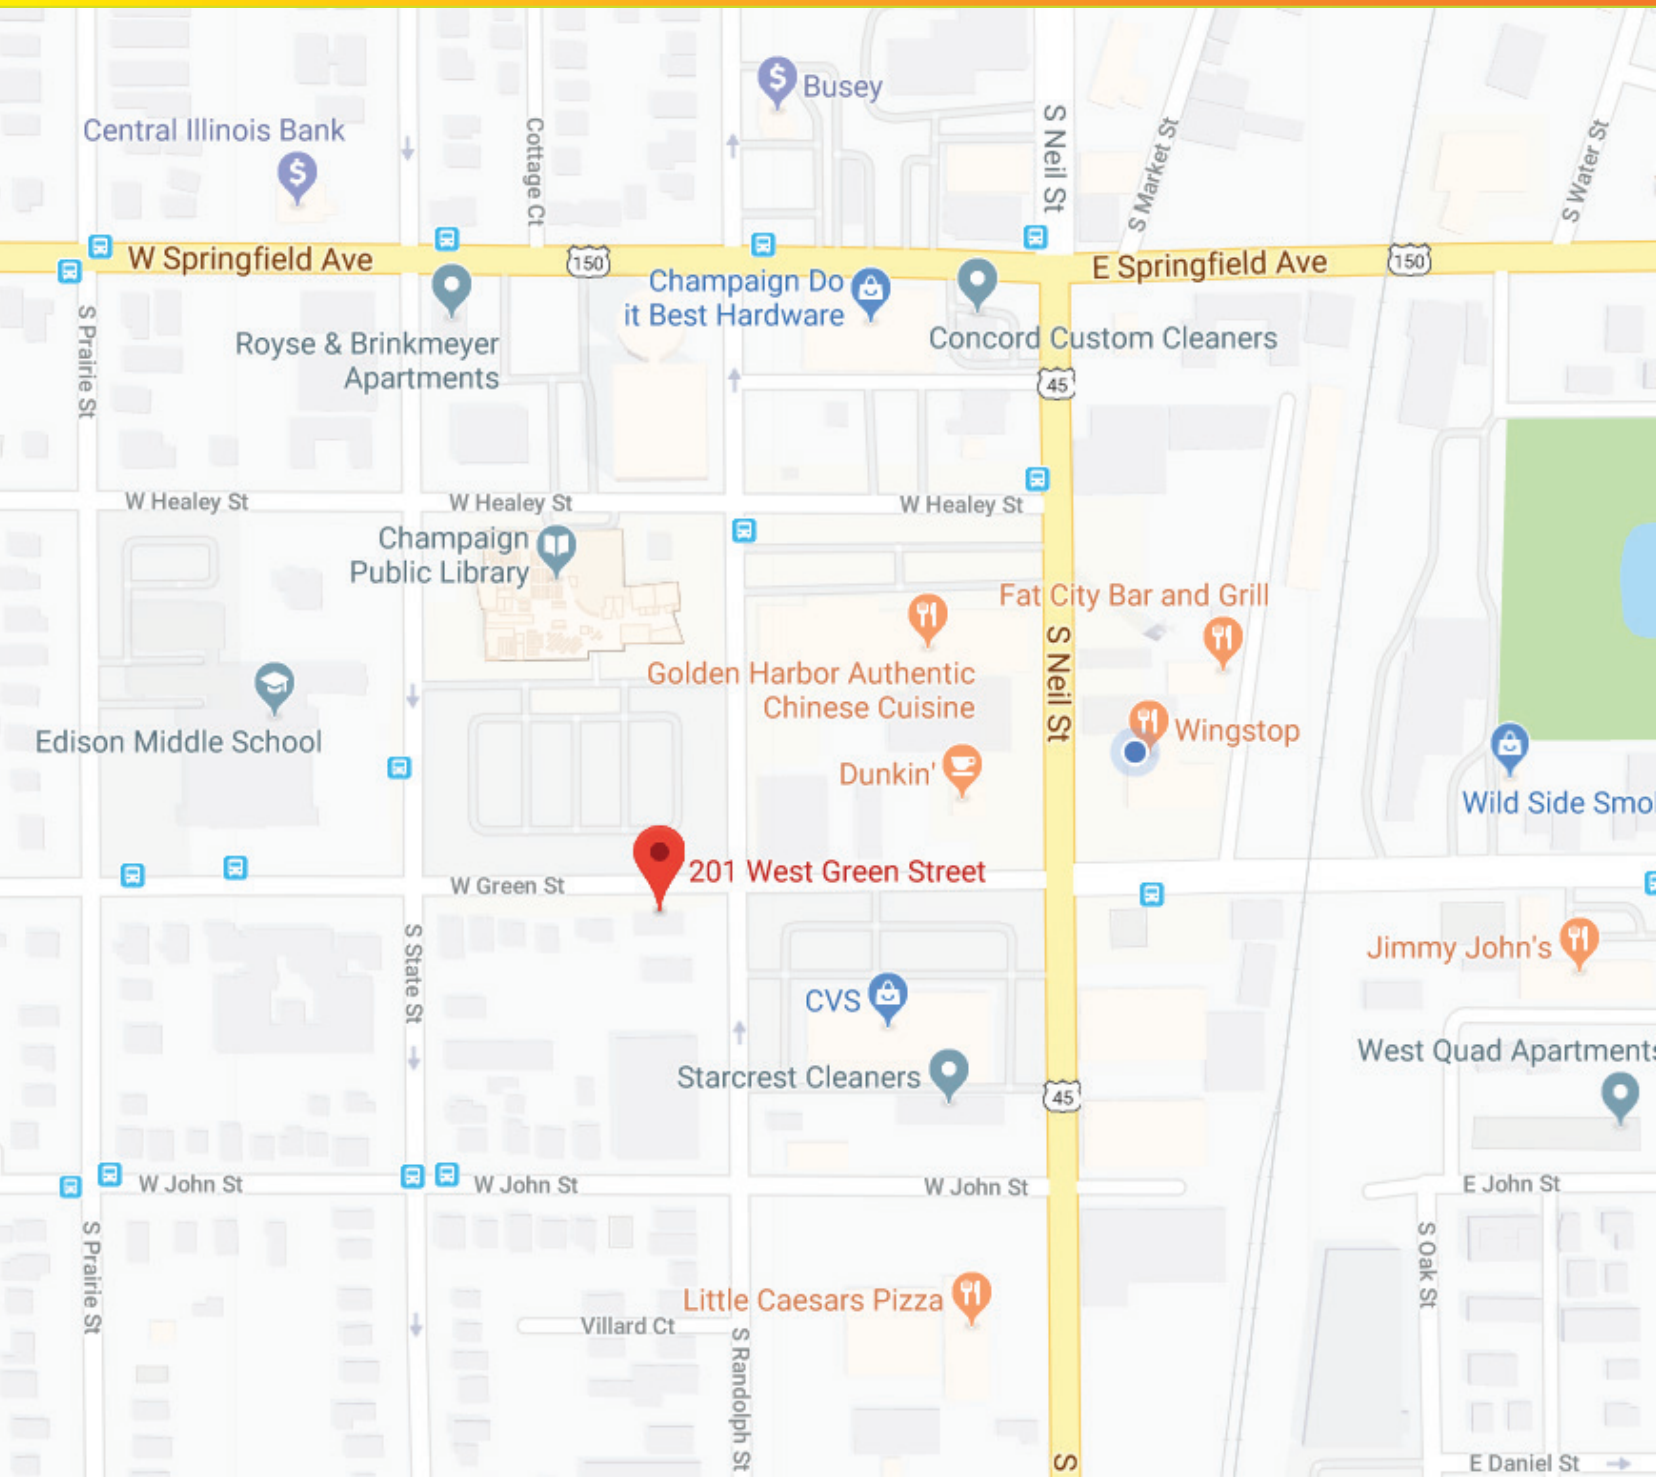 Busey
Central Illinois Bank
Cottage Ct
S Neil St
S Market St
S Water St
W Springfield Ave
150
E Springfield Ave
150
Champaign Do
it Best Hardware
Concord Custom Cleaners
Royse & Brinkmeyer
Apartments
S Prairie St
45
W Healey St
W Healey St
W Healey St
Champaign
Public Library
Fat City Bar and Grill
Golden Harbor Authentic
Chinese Cuisine
S Neil St
Wingstop
Edison Middle School
Dunkin'
Wild Side Smo
201 West Green Street
W Green St
S State St
Jimmy John's
CVS
West Quad Apartments
Starcrest Cleaners
45
W John St
W John St
W John St
E John St
S Prairie St
S Oak St
Little Caesars Pizza
Villard Ct
S Randolph St
S
E Daniel St